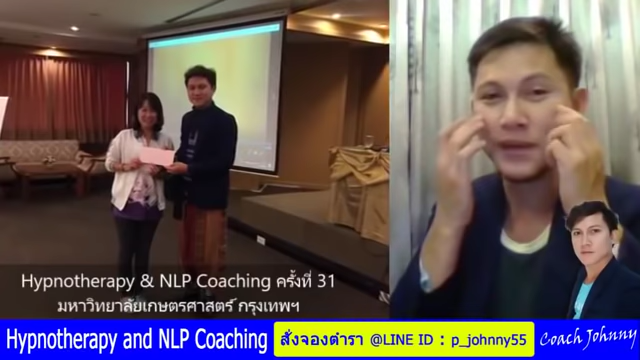 Hypnotherapy & NLP Coaching ครั้งที่ 31
มหาวิทยาลัยเกษตรศาสตร์ กรุงเทพฯ
Hypnotherapy and NLP Coaching
สั่งจองตำรา @LINE ID : p_johnny55
Coach Johnny